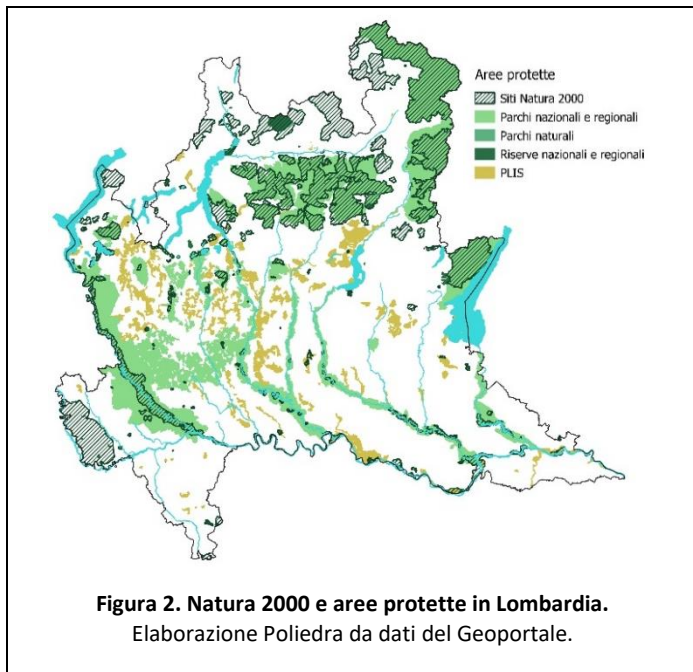 Aree protette
Siti Natura 2000
Parchi nazionali e regionali
Parchi naturali
Riserve nazionali e regionali
PLIS
Figura 2. Natura 2000 e aree protette in Lombardia.
Elaborazione Poliedra da dati del Geoportale.